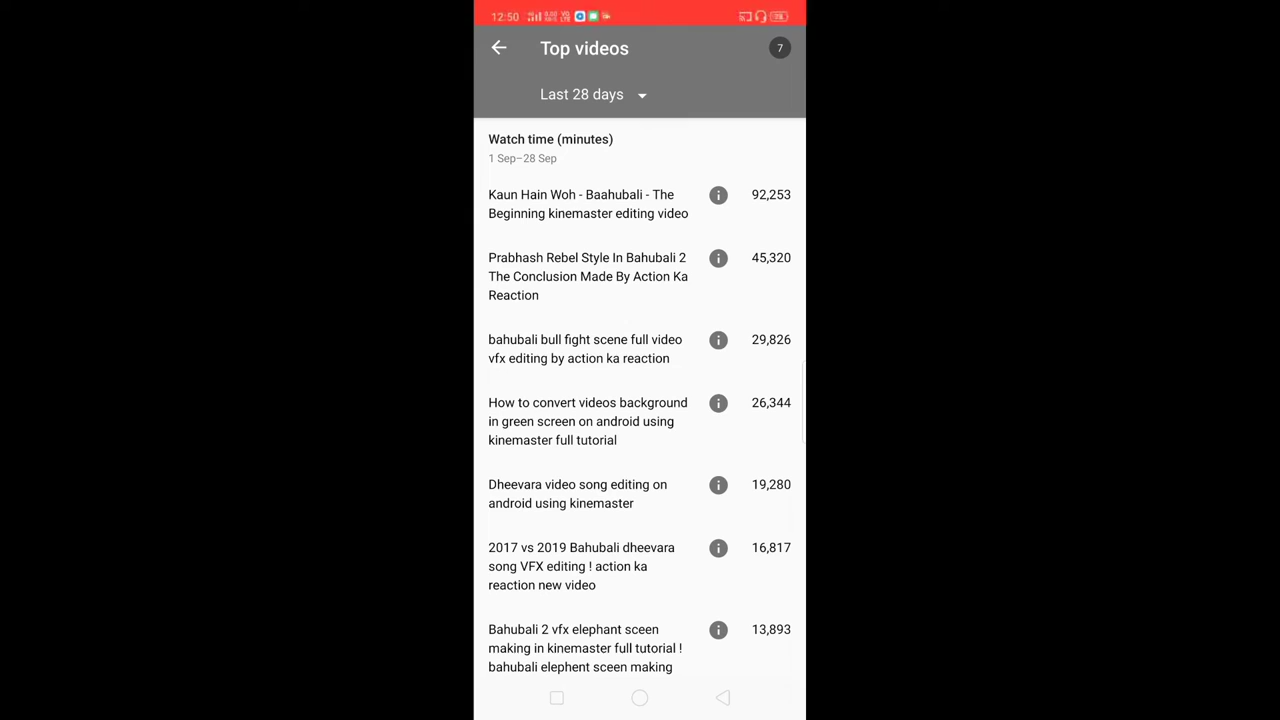 12:50
Top videos
7
Last 28 days
Watch time (minutes)
1 Sep–28 Sep
Kaun Hain Woh - Baahubali - The
Beginning kinemaster editing video
92,253
Prabhash Rebel Style In Bahubali 2
The Conclusion Made By Action Ka
Reaction
45,320
bahubali bull fight scene full video
vfx editing by action ka reaction
29,826
How to convert videos background
in green screen on android using
kinemaster full tutorial
26,344
Dheevara video song editing on
android using kinemaster
19,280
2017 vs 2019 Bahubali dheevara
song VFX editing ! action ka
reaction new video
16,817
Bahubali 2 vfx elephant sceen
making in kinemaster full tutorial !
bahubali elephent sceen making
13,893